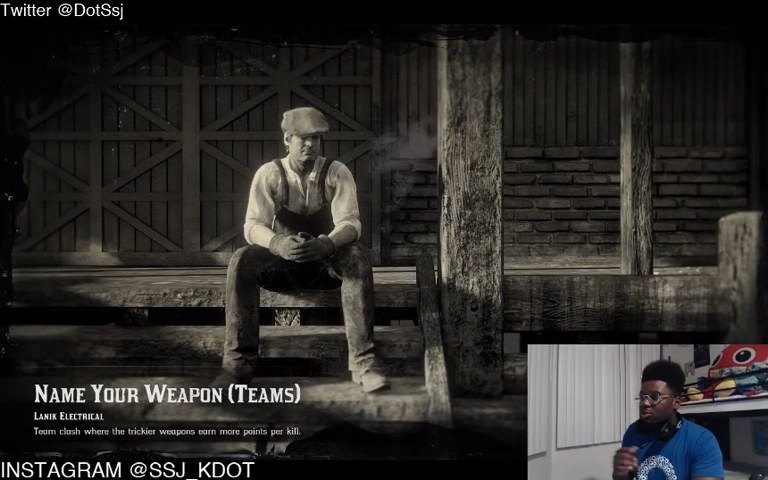 Twitter @DotSsj
NAME YOUR WEAPON (TEAMS)
LANIK ELECTRICAL
Team clash where the trickier weapons earn more points per kill.
INSTAGRAM @SSJ_KDOT